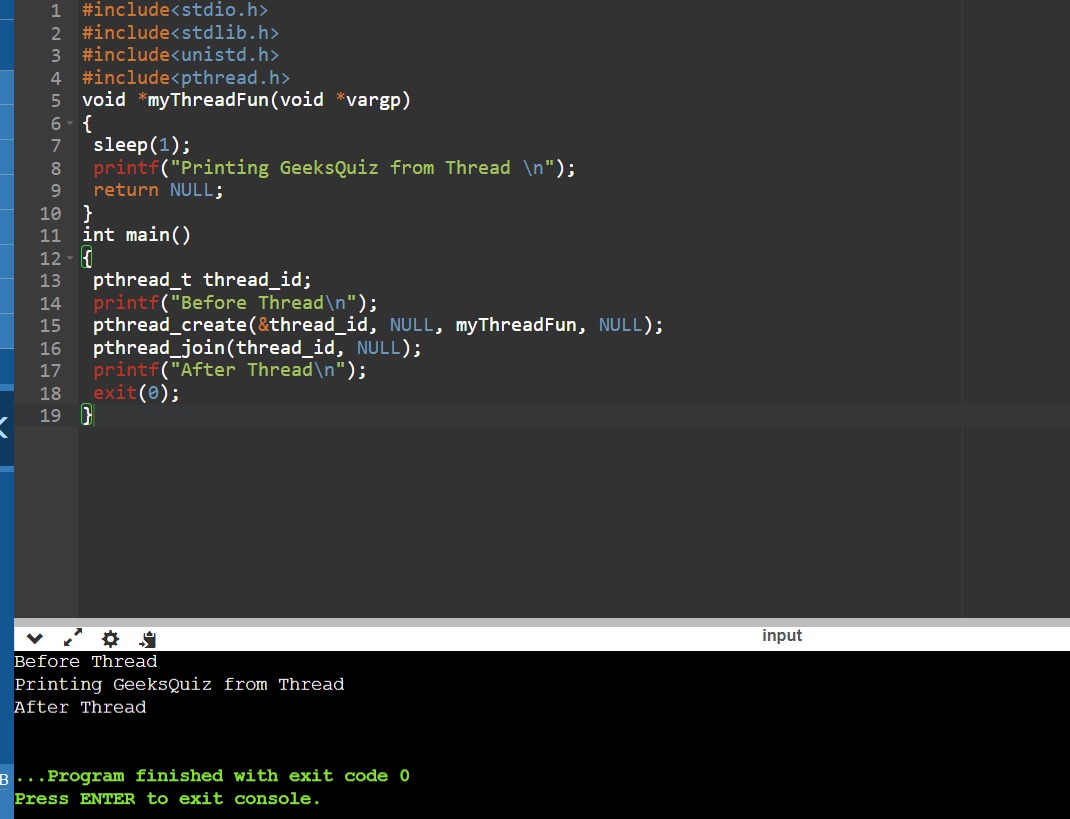 1 #include<stdio.h>
2 #include<stdlib.h>
3 #include<unistd.h>
4 #include<pthread.h>
5 void *myThreadFun(void *vargp)
6 {
7 sleep(1);
8 printf("Printing GeeksQuiz from Thread \n");
9 return NULL;
10 }
11 int main()
12 {
13 pthread_t thread_id;
14 printf("Before Thread\n");
15 pthread_create(&thread_id, NULL, myThreadFun, NULL);
16 pthread_join(thread_id, NULL);
17 printf("After Thread\n");
18 exit(0);
19 }
input
Before Thread
Printing GeeksQuiz from Thread
After Thread
...Program finished with exit code 0
Press ENTER to exit console.